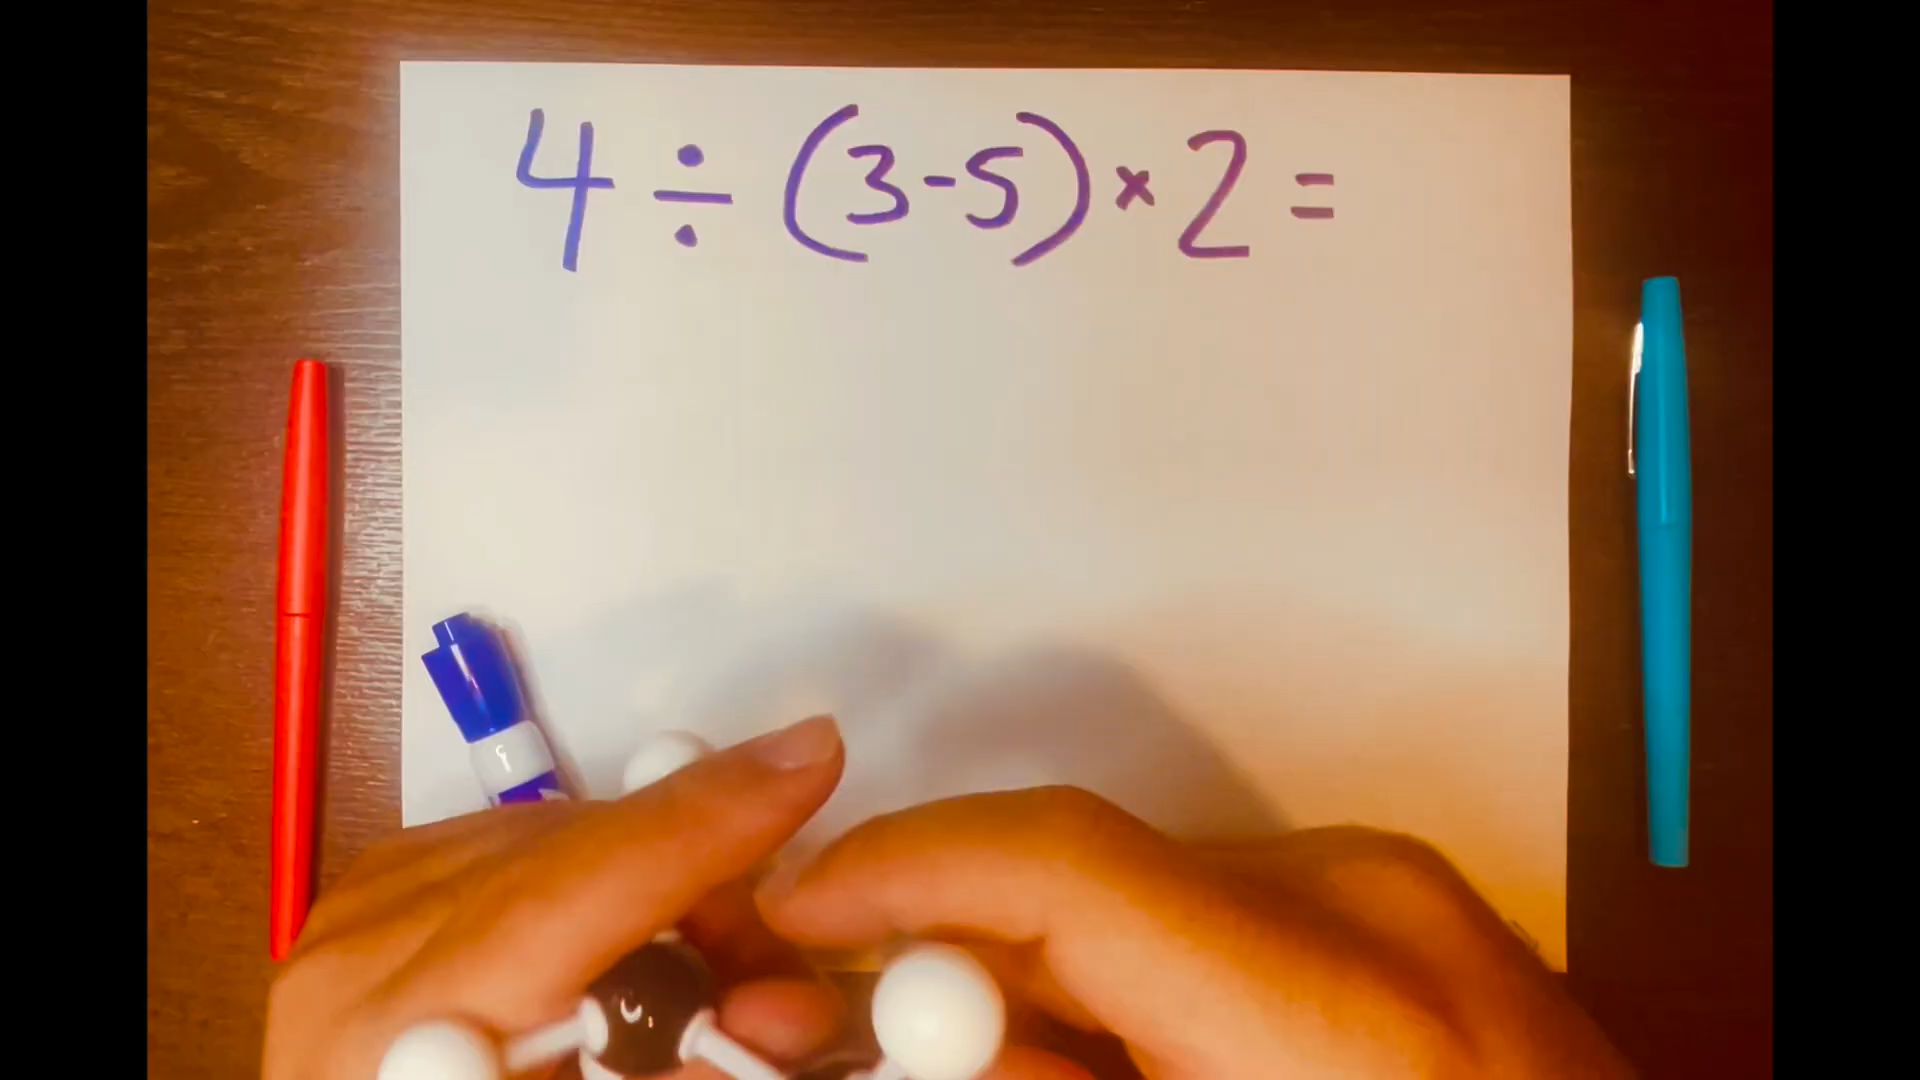 4 ÷ (3-5) × 2 =